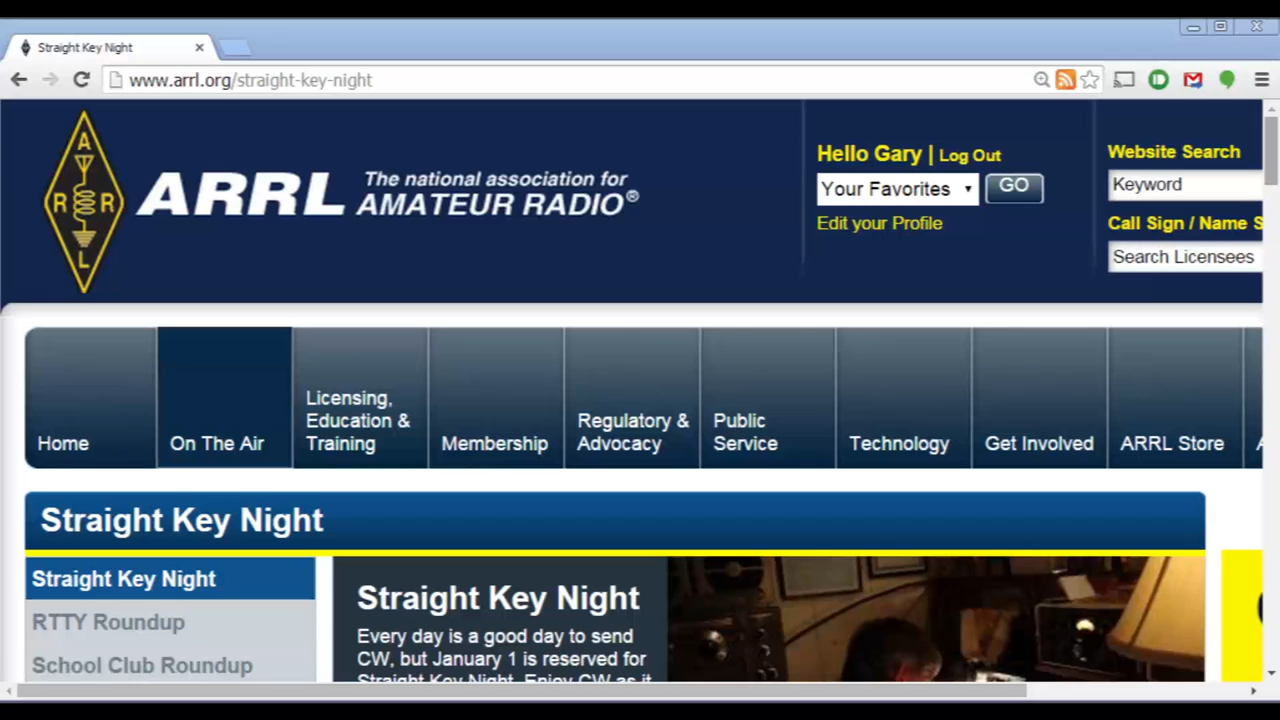 Straight Key Night
www.arrl.org/straight-key-night
A
R R
L
ARRL The national association for
AMATEUR RADIO®
Hello Gary | Log Out
Your Favorites GO
Edit your Profile
Website Search
Keyword
Call Sign / Name S
Search Licensees
Home
On The Air
Licensing,
Education &
Training
Membership
Regulatory &
Advocacy
Public
Service
Technology
Get Involved
ARRL Store
Straight Key Night
Straight Key Night
RTTY Roundup
School Club Roundup
Straight Key Night
Every day is a good day to send
CW, but January 1 is reserved for
Straight Key Night. Enjoy CW as it